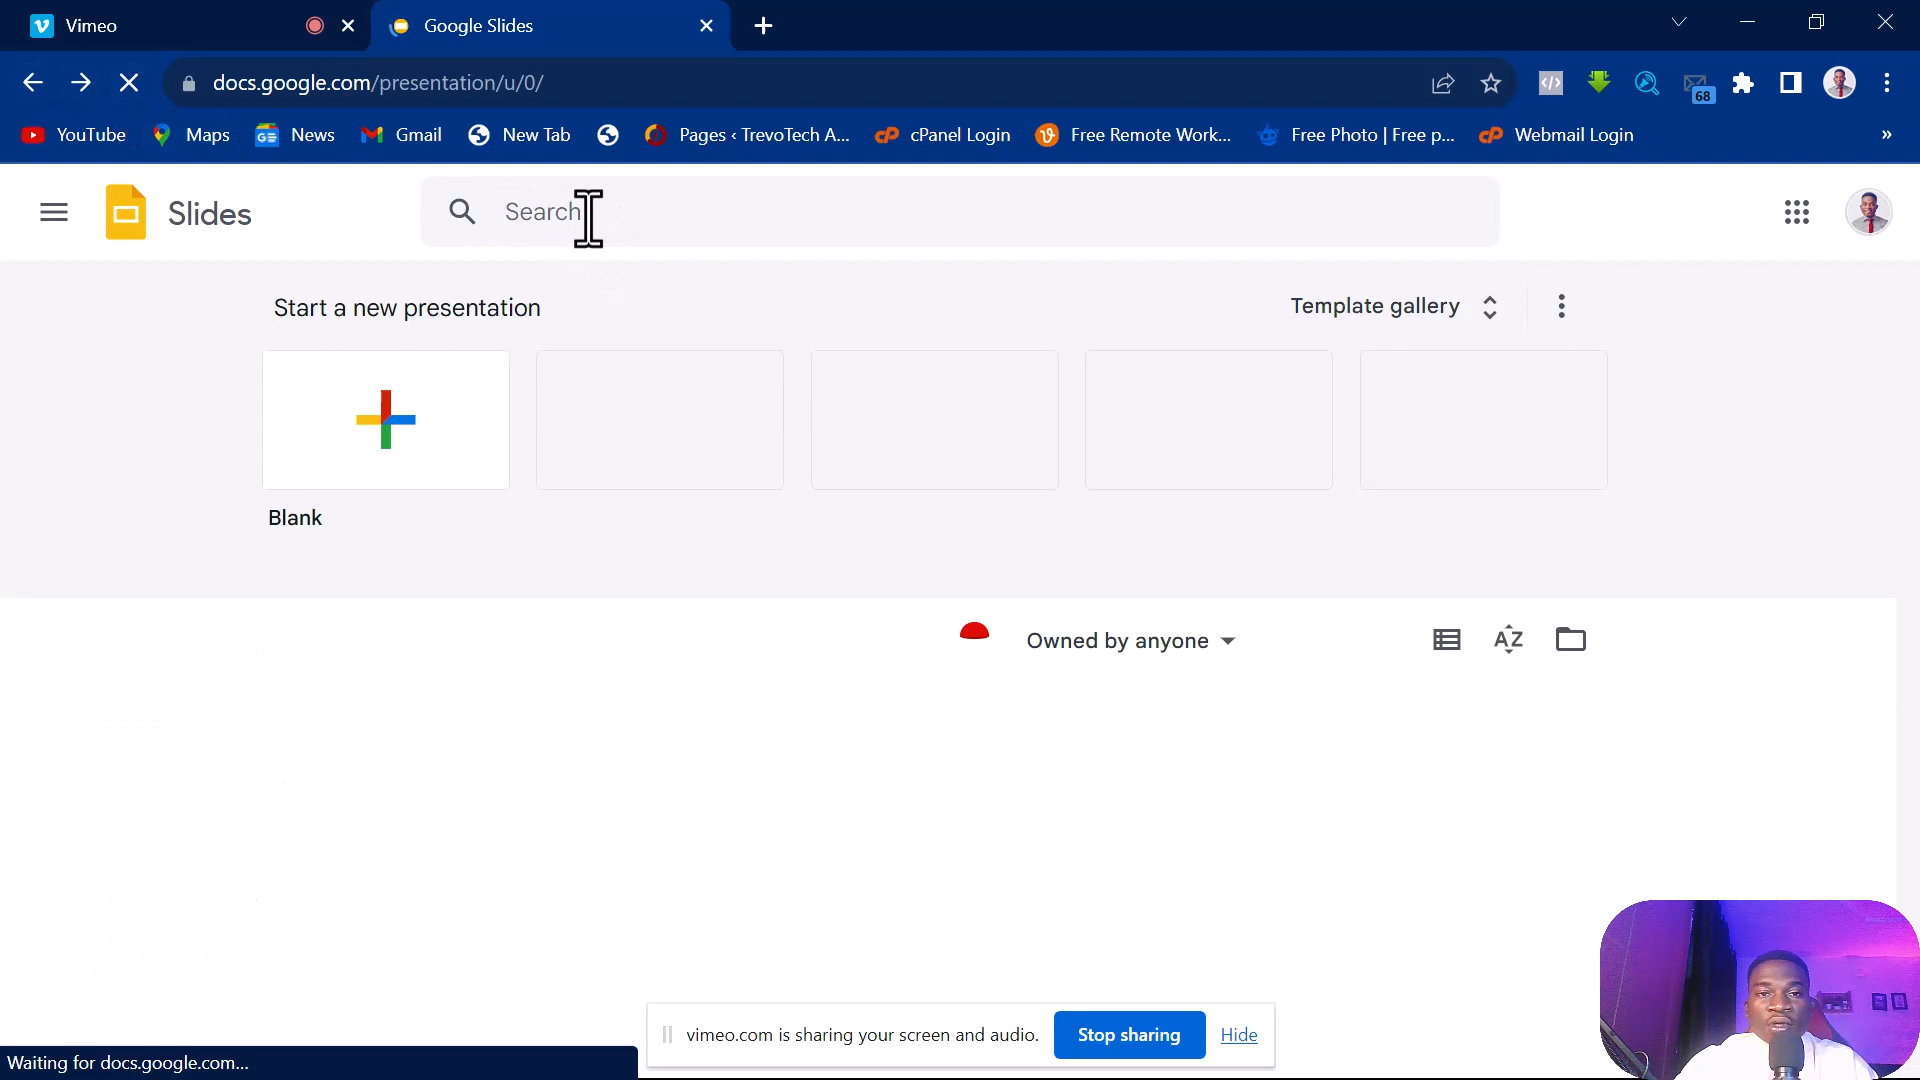 Vimeo
Google Slides
docs.google.com/presentation/u/0/
68
YouTube
Maps
News
Gmail
New Tab
Pages ‹ TrevoTech A...
cPanel Login
Free Remote Work...
Free Photo | Free p...
Webmail Login
»
Slides
Search
Start a new presentation
Template gallery
Blank
Owned by anyone
AZ
vimeo.com is sharing your screen and audio.
Stop sharing
Hide
Waiting for docs.google.com...